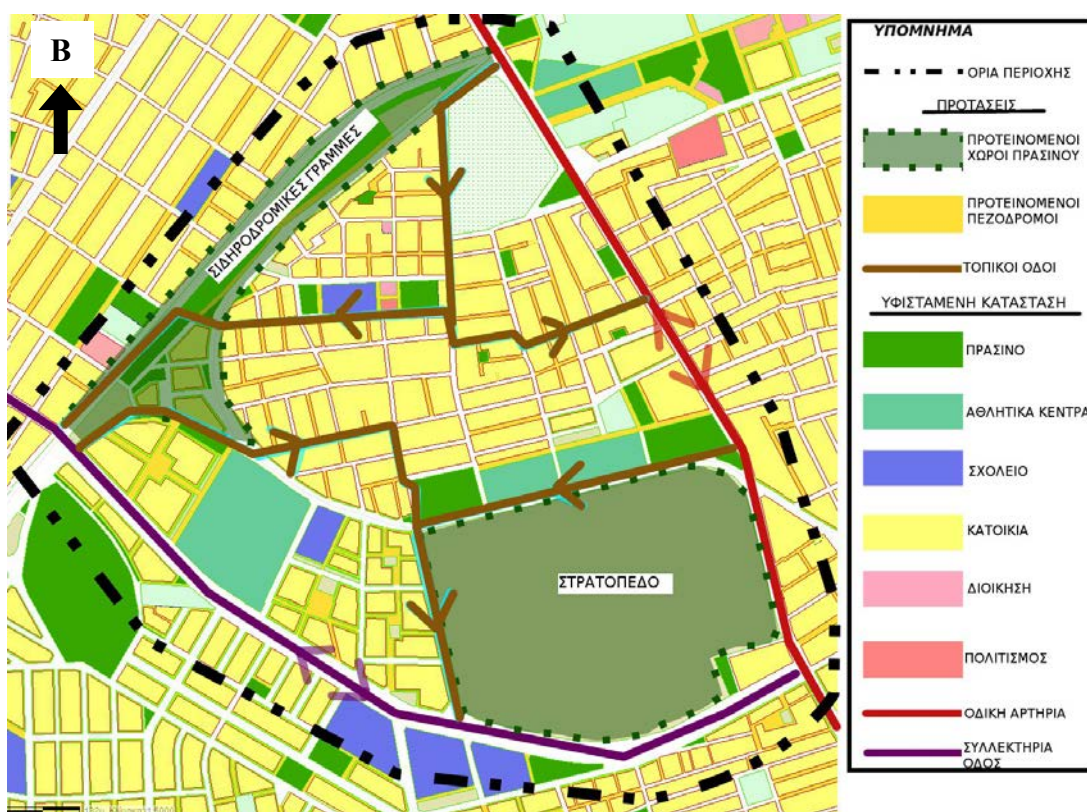 Β
ΣΙΔΗΡΟΔΡΟΜΙΚΕΣ ΓΡΑΜΜΕΣ
ΣΤΡΑΤΟΠΕΔΟ
ΥΠΟΜΝΗΜΑ
ΟΡΙΑ ΠΕΡΙΟΧΗΣ
ΠΡΟΤΑΣΕΙΣ
ΠΡΟΤΕΙΝΟΜΕΝΟΙ
ΧΩΡΟΙ ΠΡΑΣΙΝΟΥ
ΠΡΟΤΕΙΝΟΜΕΝΟΙ
ΠΕΖΟΔΡΟΜΟΙ
ΤΟΠΙΚΟΙ ΟΔΟΙ
ΥΦΙΣΤΑΜΕΝΗ ΚΑΤΑΣΤΑΣΗ
ΠΡΑΣΙΝΟ
ΑΘΛΗΤΙΚΑ ΚΕΝΤΡΑ
ΣΧΟΛΕΙΟ
ΚΑΤΟΙΚΙΑ
ΔΙΟΙΚΗΣΗ
ΠΟΛΙΤΙΣΜΟΣ
ΟΔΙΚΗ ΑΡΤΗΡΙΑ
ΣΥΛΛΕΚΤΗΡΙΑ
ΟΔΟΣ